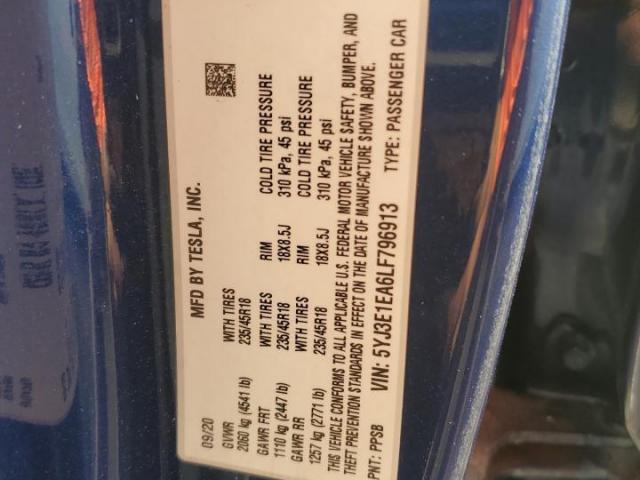 MFD BY TESLA, INC.
09/20
GVWR WITH TIRES RIM COLD TIRE PRESSURE
2060 kg (4541 lb) 235/45R18 18X8.5J 310 kPa, 45 psi
GAWR FRT WITH TIRES RIM COLD TIRE PRESSURE
1110 kg (2447 lb) 235/45R18 18X8.5J 310 kPa, 45 psi
GAWR RR
1257 kg (2771 lb) 235/45R18
THIS VEHICLE CONFORMS TO ALL APPLICABLE U.S. FEDERAL MOTOR VEHICLE SAFETY, BUMPER, AND
THEFT PREVENTION STANDARDS IN EFFECT ON THE DATE OF MANUFACTURE SHOWN ABOVE.
PNT: PPSB VIN: 5YJ3E1EA6LF796913 TYPE: PASSENGER CAR